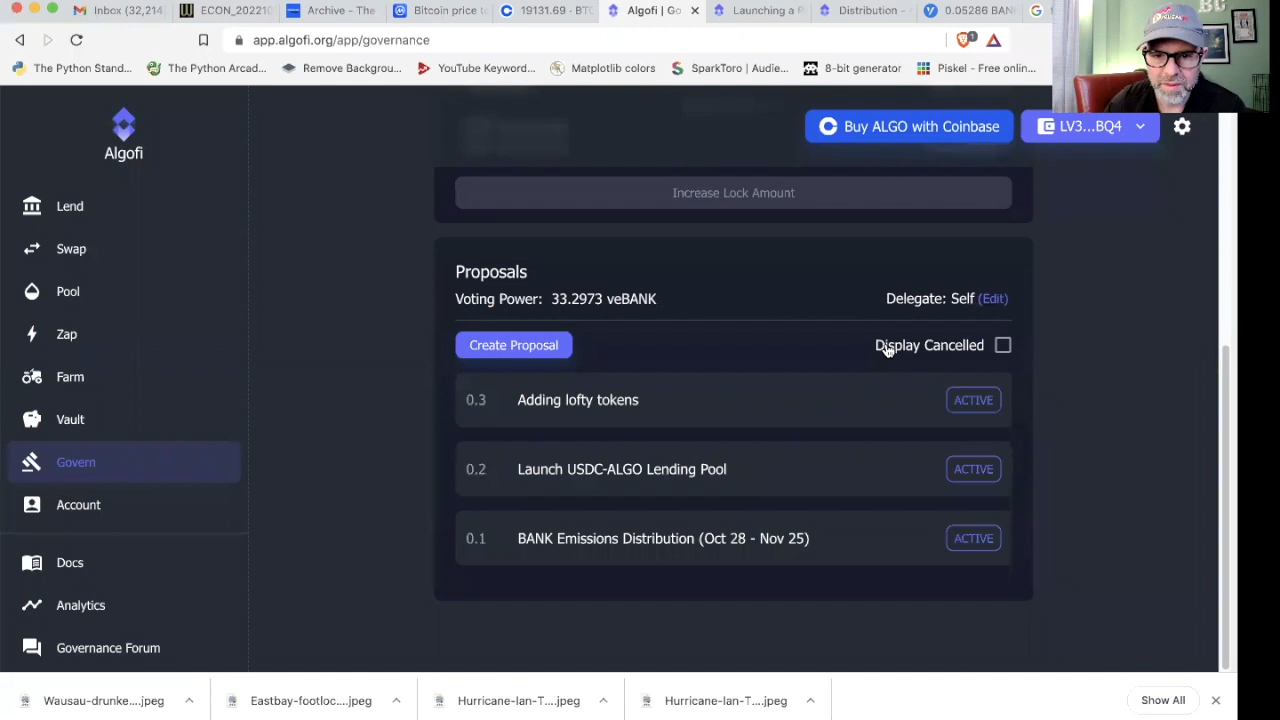 Inbox (32,214
ECON_202210
Archive – The
Bitcoin price to
19131.69 - BTC
Algofi | Go
Launching a P
Distribution -
0.05286 BANK
app.algofi.org/app/governance
The Python Stand...
The Python Arcad...
Remove Backgrou...
YouTube Keyword...
Matplotlib colors
SparkToro | Audie...
8-bit generator
Piskel - Free onlin...
Algofi
Buy ALGO with Coinbase
LV3...BQ4
Lend
Swap
Pool
Zap
Farm
Vault
Govern
Account
Docs
Analytics
Governance Forum
Increase Lock Amount
Proposals
Voting Power: 33.2973 veBANK
Delegate: Self (Edit)
Create Proposal
Display Cancelled
0.3 Adding lofty tokens ACTIVE
0.2 Launch USDC-ALGO Lending Pool ACTIVE
0.1 BANK Emissions Distribution (Oct 28 - Nov 25) ACTIVE
Wausau-drunke....jpeg
Eastbay-footloc....jpeg
Hurricane-Ian-T....jpeg
Hurricane-Ian-T....jpeg
Show All